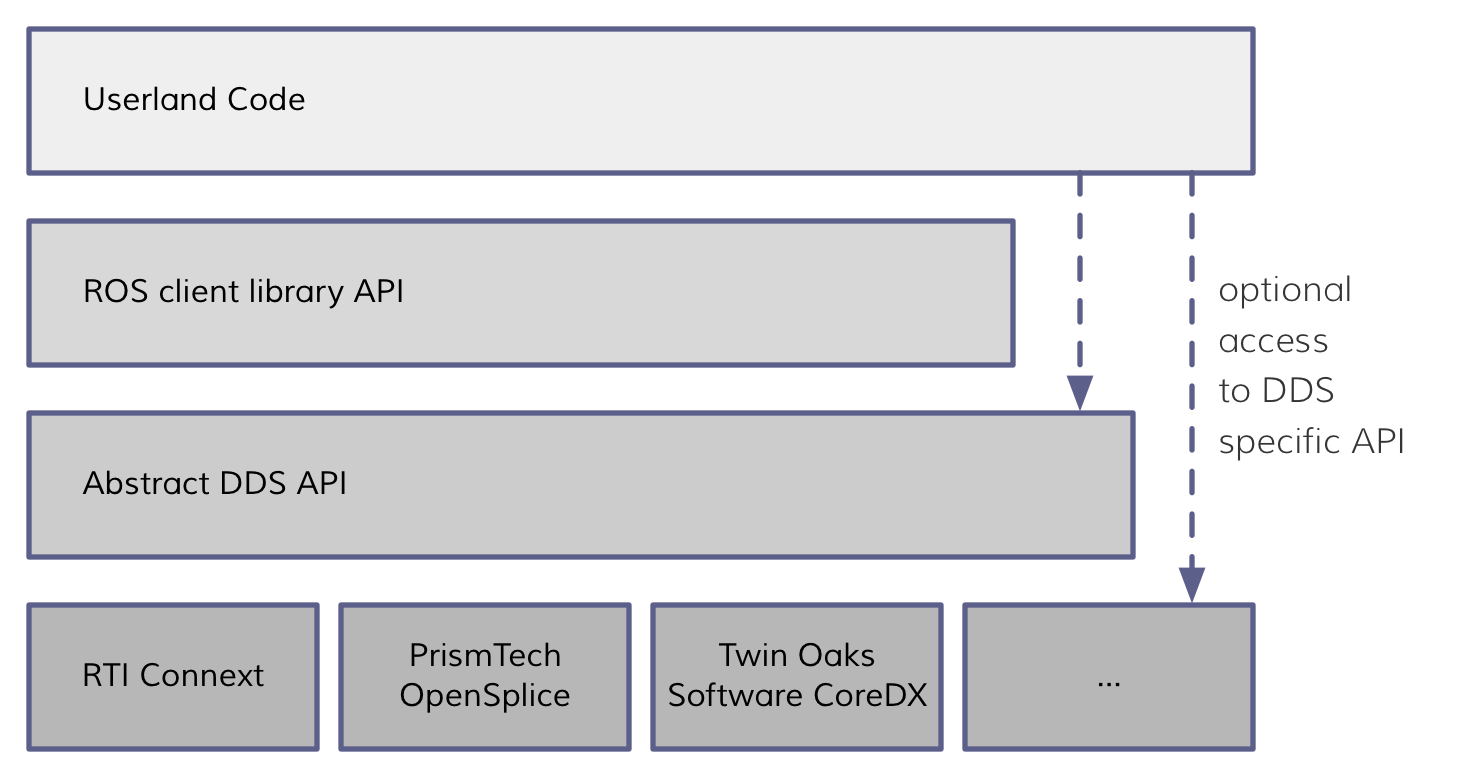 Userland Code
ROS client library API
optional
access
to DDS
specific API
Abstract DDS API
RTI Connext
PrismTech
OpenSplice
Twin Oaks
Software CoreDX
...